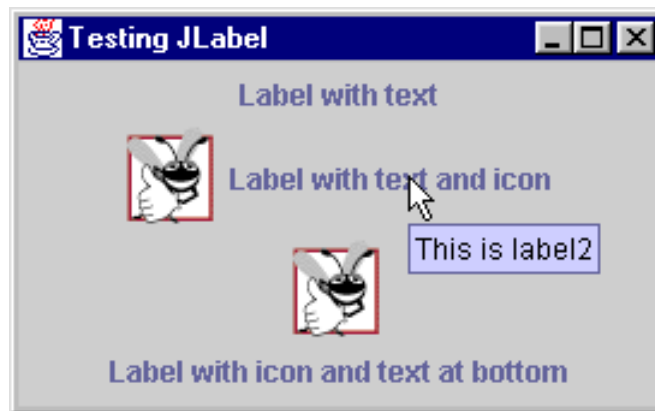 Testing JLabel
Label with text
Label with text and icon
This is label2
Label with icon and text at bottom